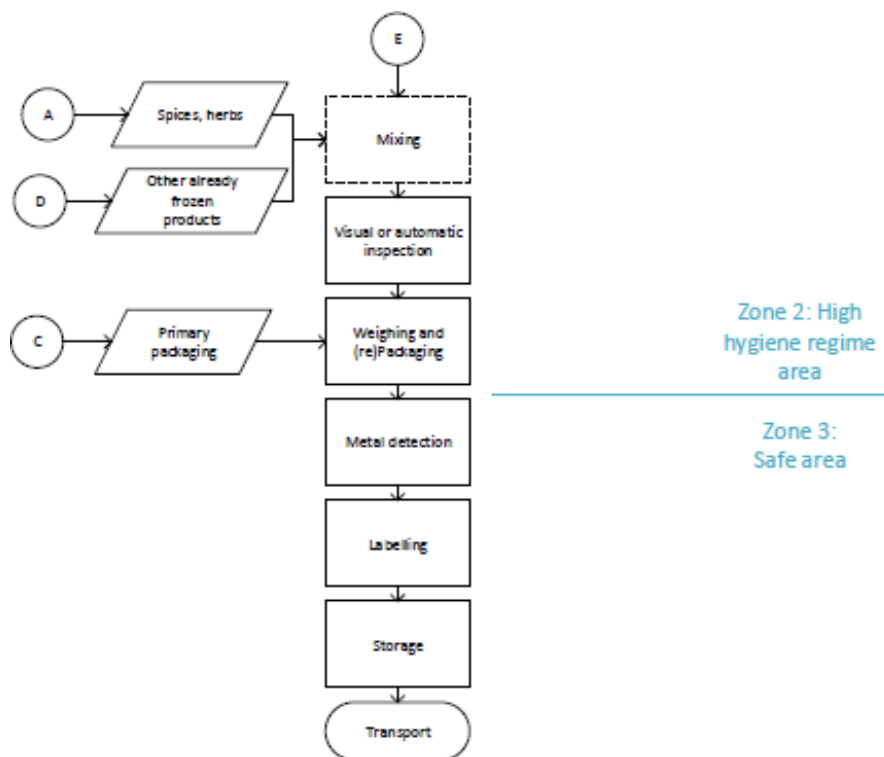 E
A
Spices, herbs
Mixing
D
Other already
frozen
products
Visual or automatic
inspection
C
Primary
packaging
Weighing and
(re)Packaging
Zone 2: High
hygiene regime
area
Zone 3:
Safe area
Metal detection
Labelling
Storage
Transport